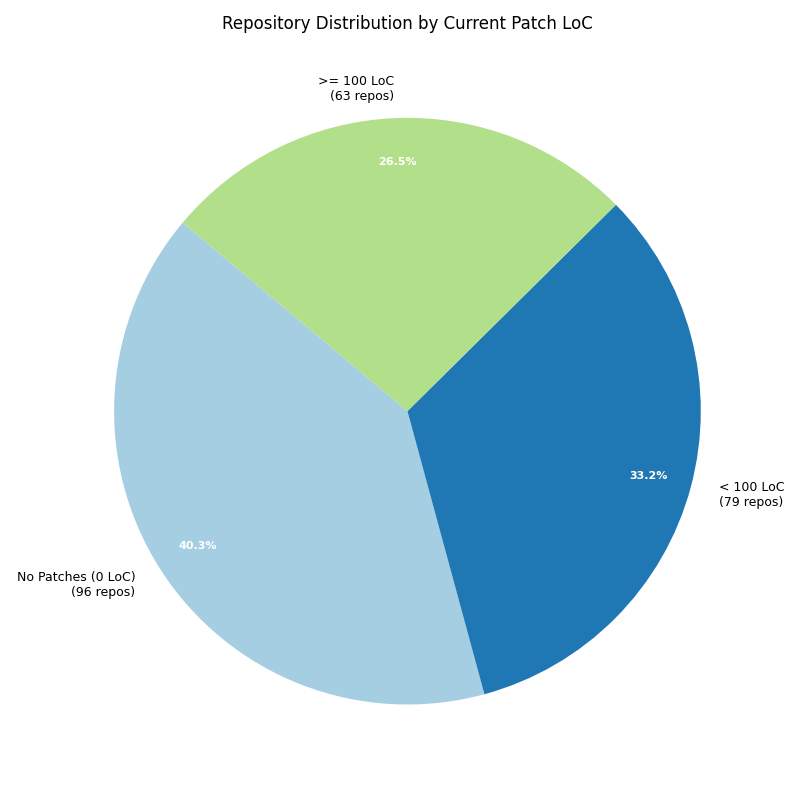 Repository Distribution by Current Patch LoC
>= 100 LoC
(63 repos)
26.5%
33.2%
< 100 LoC
(79 repos)
40.3%
No Patches (0 LoC)
(96 repos)